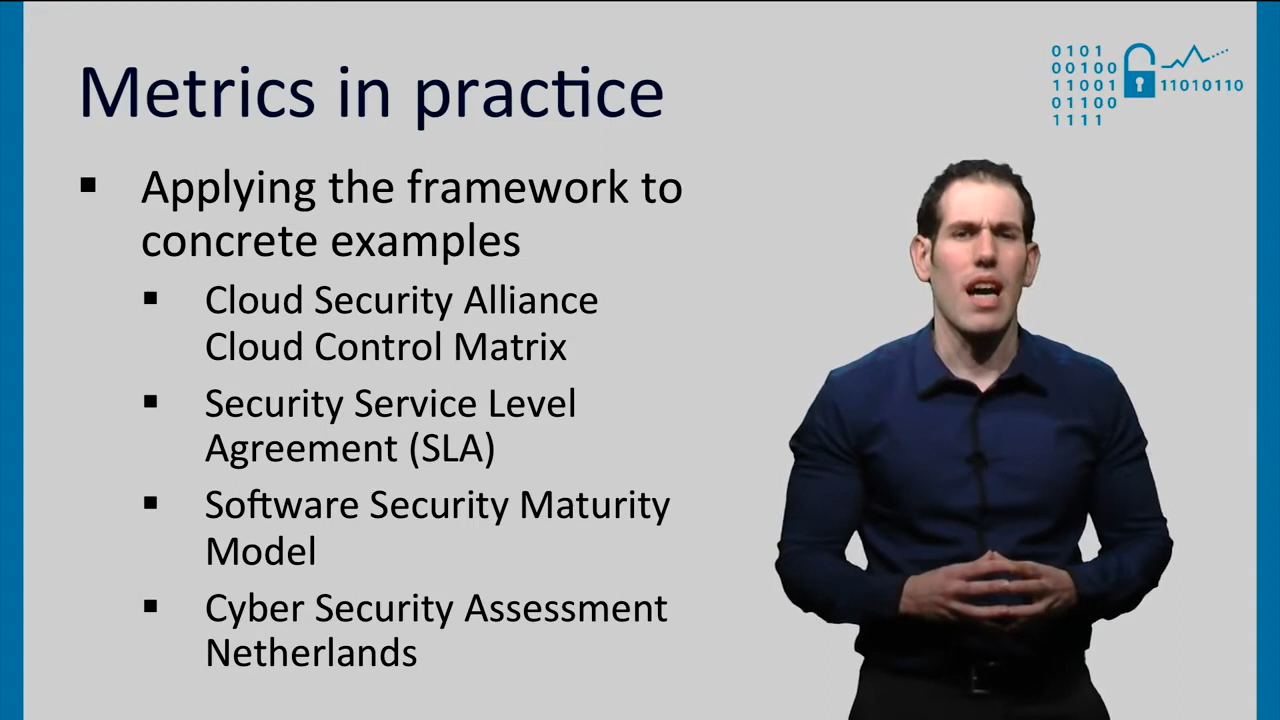 Metrics in practice
0101
00100
11001
01100
1111
11010110
▪ Applying the framework to
concrete examples
▪ Cloud Security Alliance
Cloud Control Matrix
▪ Security Service Level
Agreement (SLA)
▪ Software Security Maturity
Model
▪ Cyber Security Assessment
Netherlands